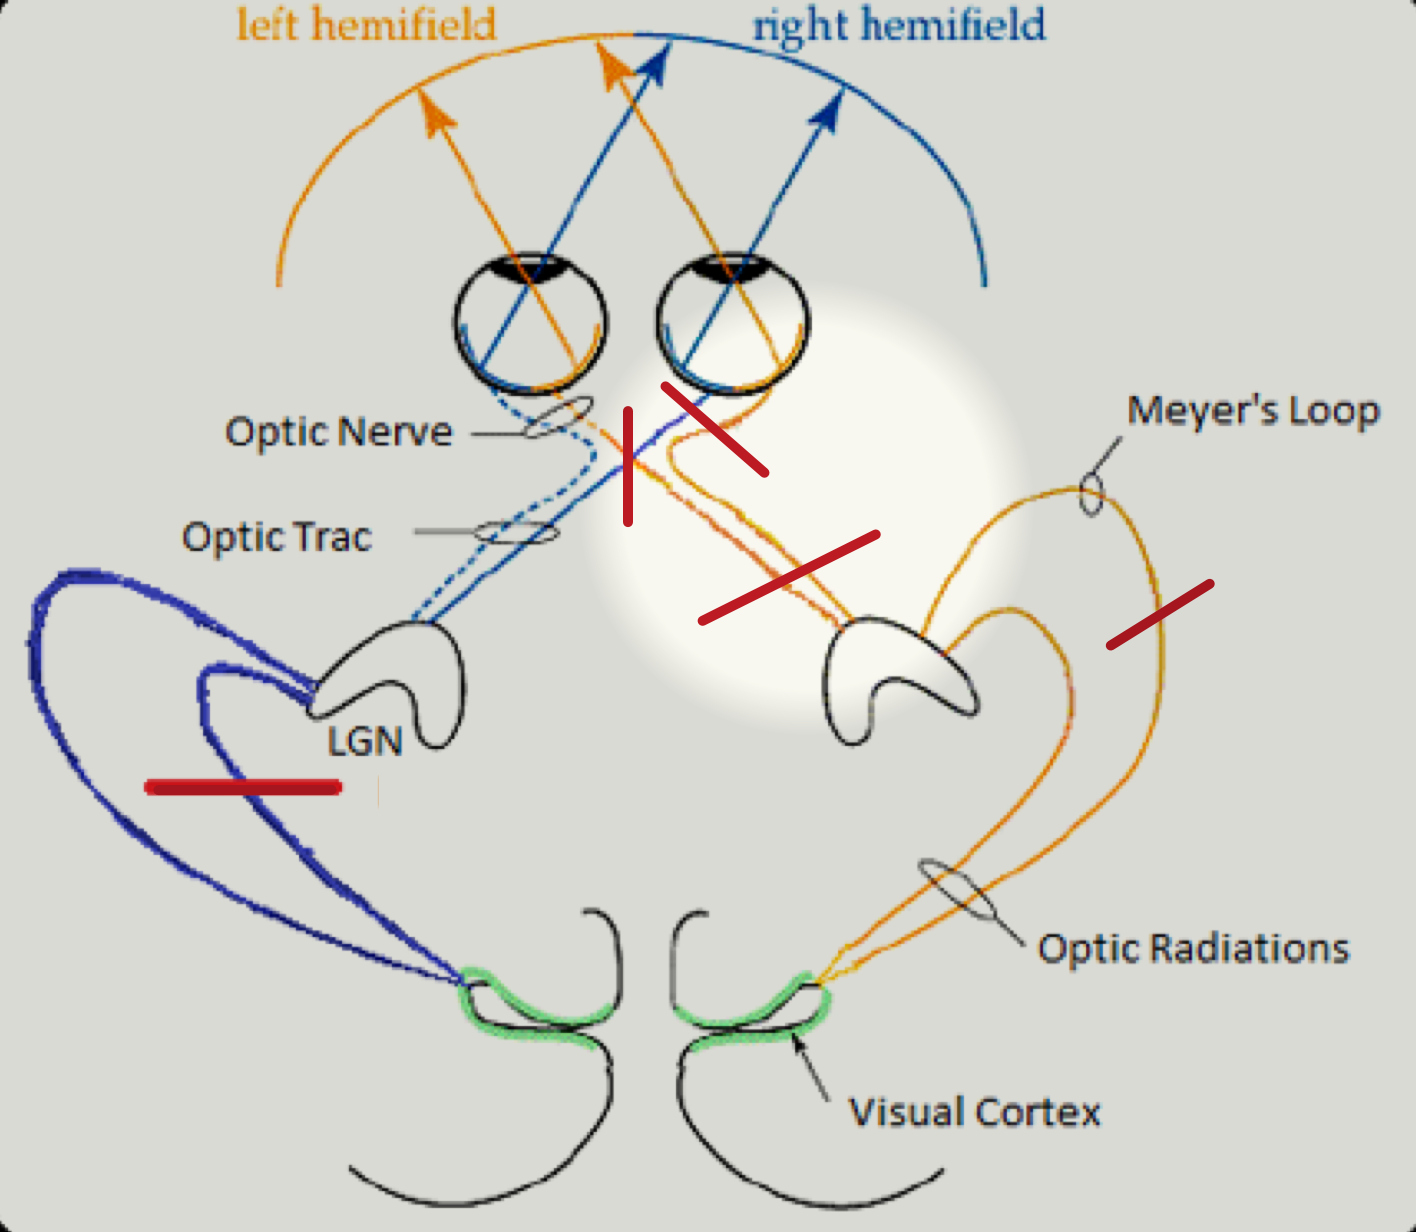 left hemifield
right hemifield
Optic Nerve
Meyer's Loop
Optic Trac
LGN
Optic Radiations
Visual Cortex